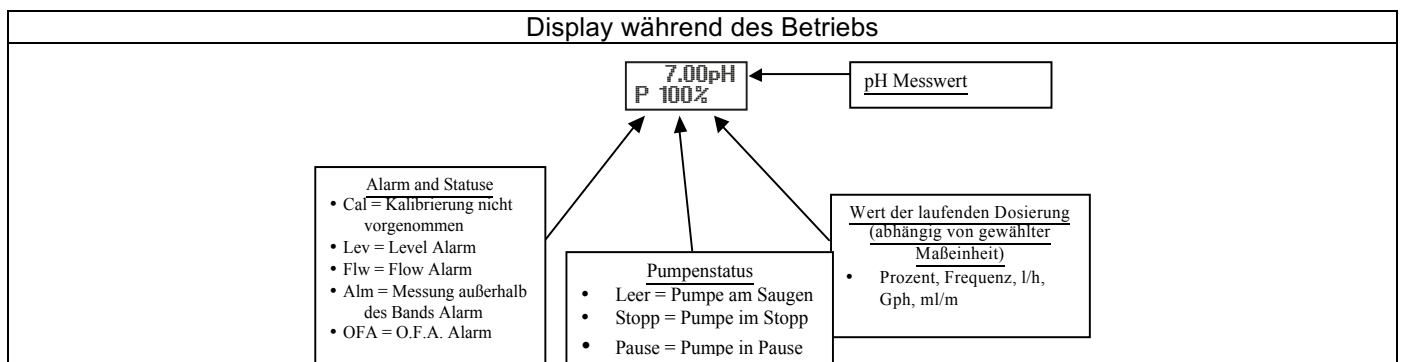 Display während des Betriebs
7.00pH
P 100%
pH Messwert
Alarm and Statuse
• Cal = Kalibrierung nicht
vorgenommen
• Lev = Level Alarm
• Flw = Flow Alarm
• Alm = Messung außerhalb
des Bands Alarm
• OFA = O.F.A. Alarm
Pumpenstatus
• Leer = Pumpe am Saugen
• Stopp = Pumpe im Stopp
• Pause = Pumpe in Pause
Wert der laufenden Dosierung
(abhängig von gewählter
Maßeinheit)
• Prozent, Frequenz, l/h,
Gph, ml/m